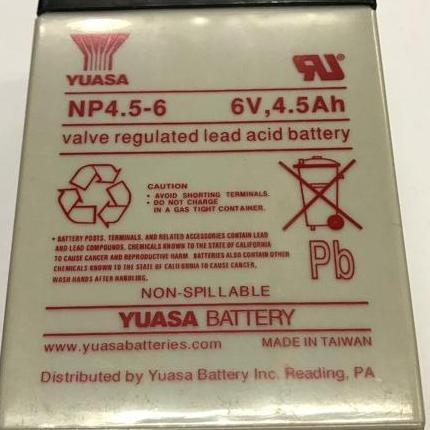 YUASA
NP4.5-6 6V,4.5Ah
valve regulated lead acid battery
CAUTION
• AVOID SHORTING TERMINALS.
• DO NOT CHARGE
IN A GAS TIGHT CONTAINER.
• BATTERY POSTS, TERMINALS, AND RELATED ACCESSORIES CONTAIN LEAD
AND LEAD COMPOUNDS, CHEMICALS KNOWN TO THE STATE OF CALIFORNIA
TO CAUSE CANCER AND REPRODUCTIVE HARM. BATTERIES ALSO CONTAIN OTHER
CHEMICALS KNOWN TO THE STATE OF CALIFORNIA TO CAUSE CANCER.
WASH HANDS AFTER HANDLING.
Pb
NON-SPILLABLE
YUASA BATTERY
www.yuasabatteries.com MADE IN TAIWAN
Distributed by Yuasa Battery Inc. Reading, PA